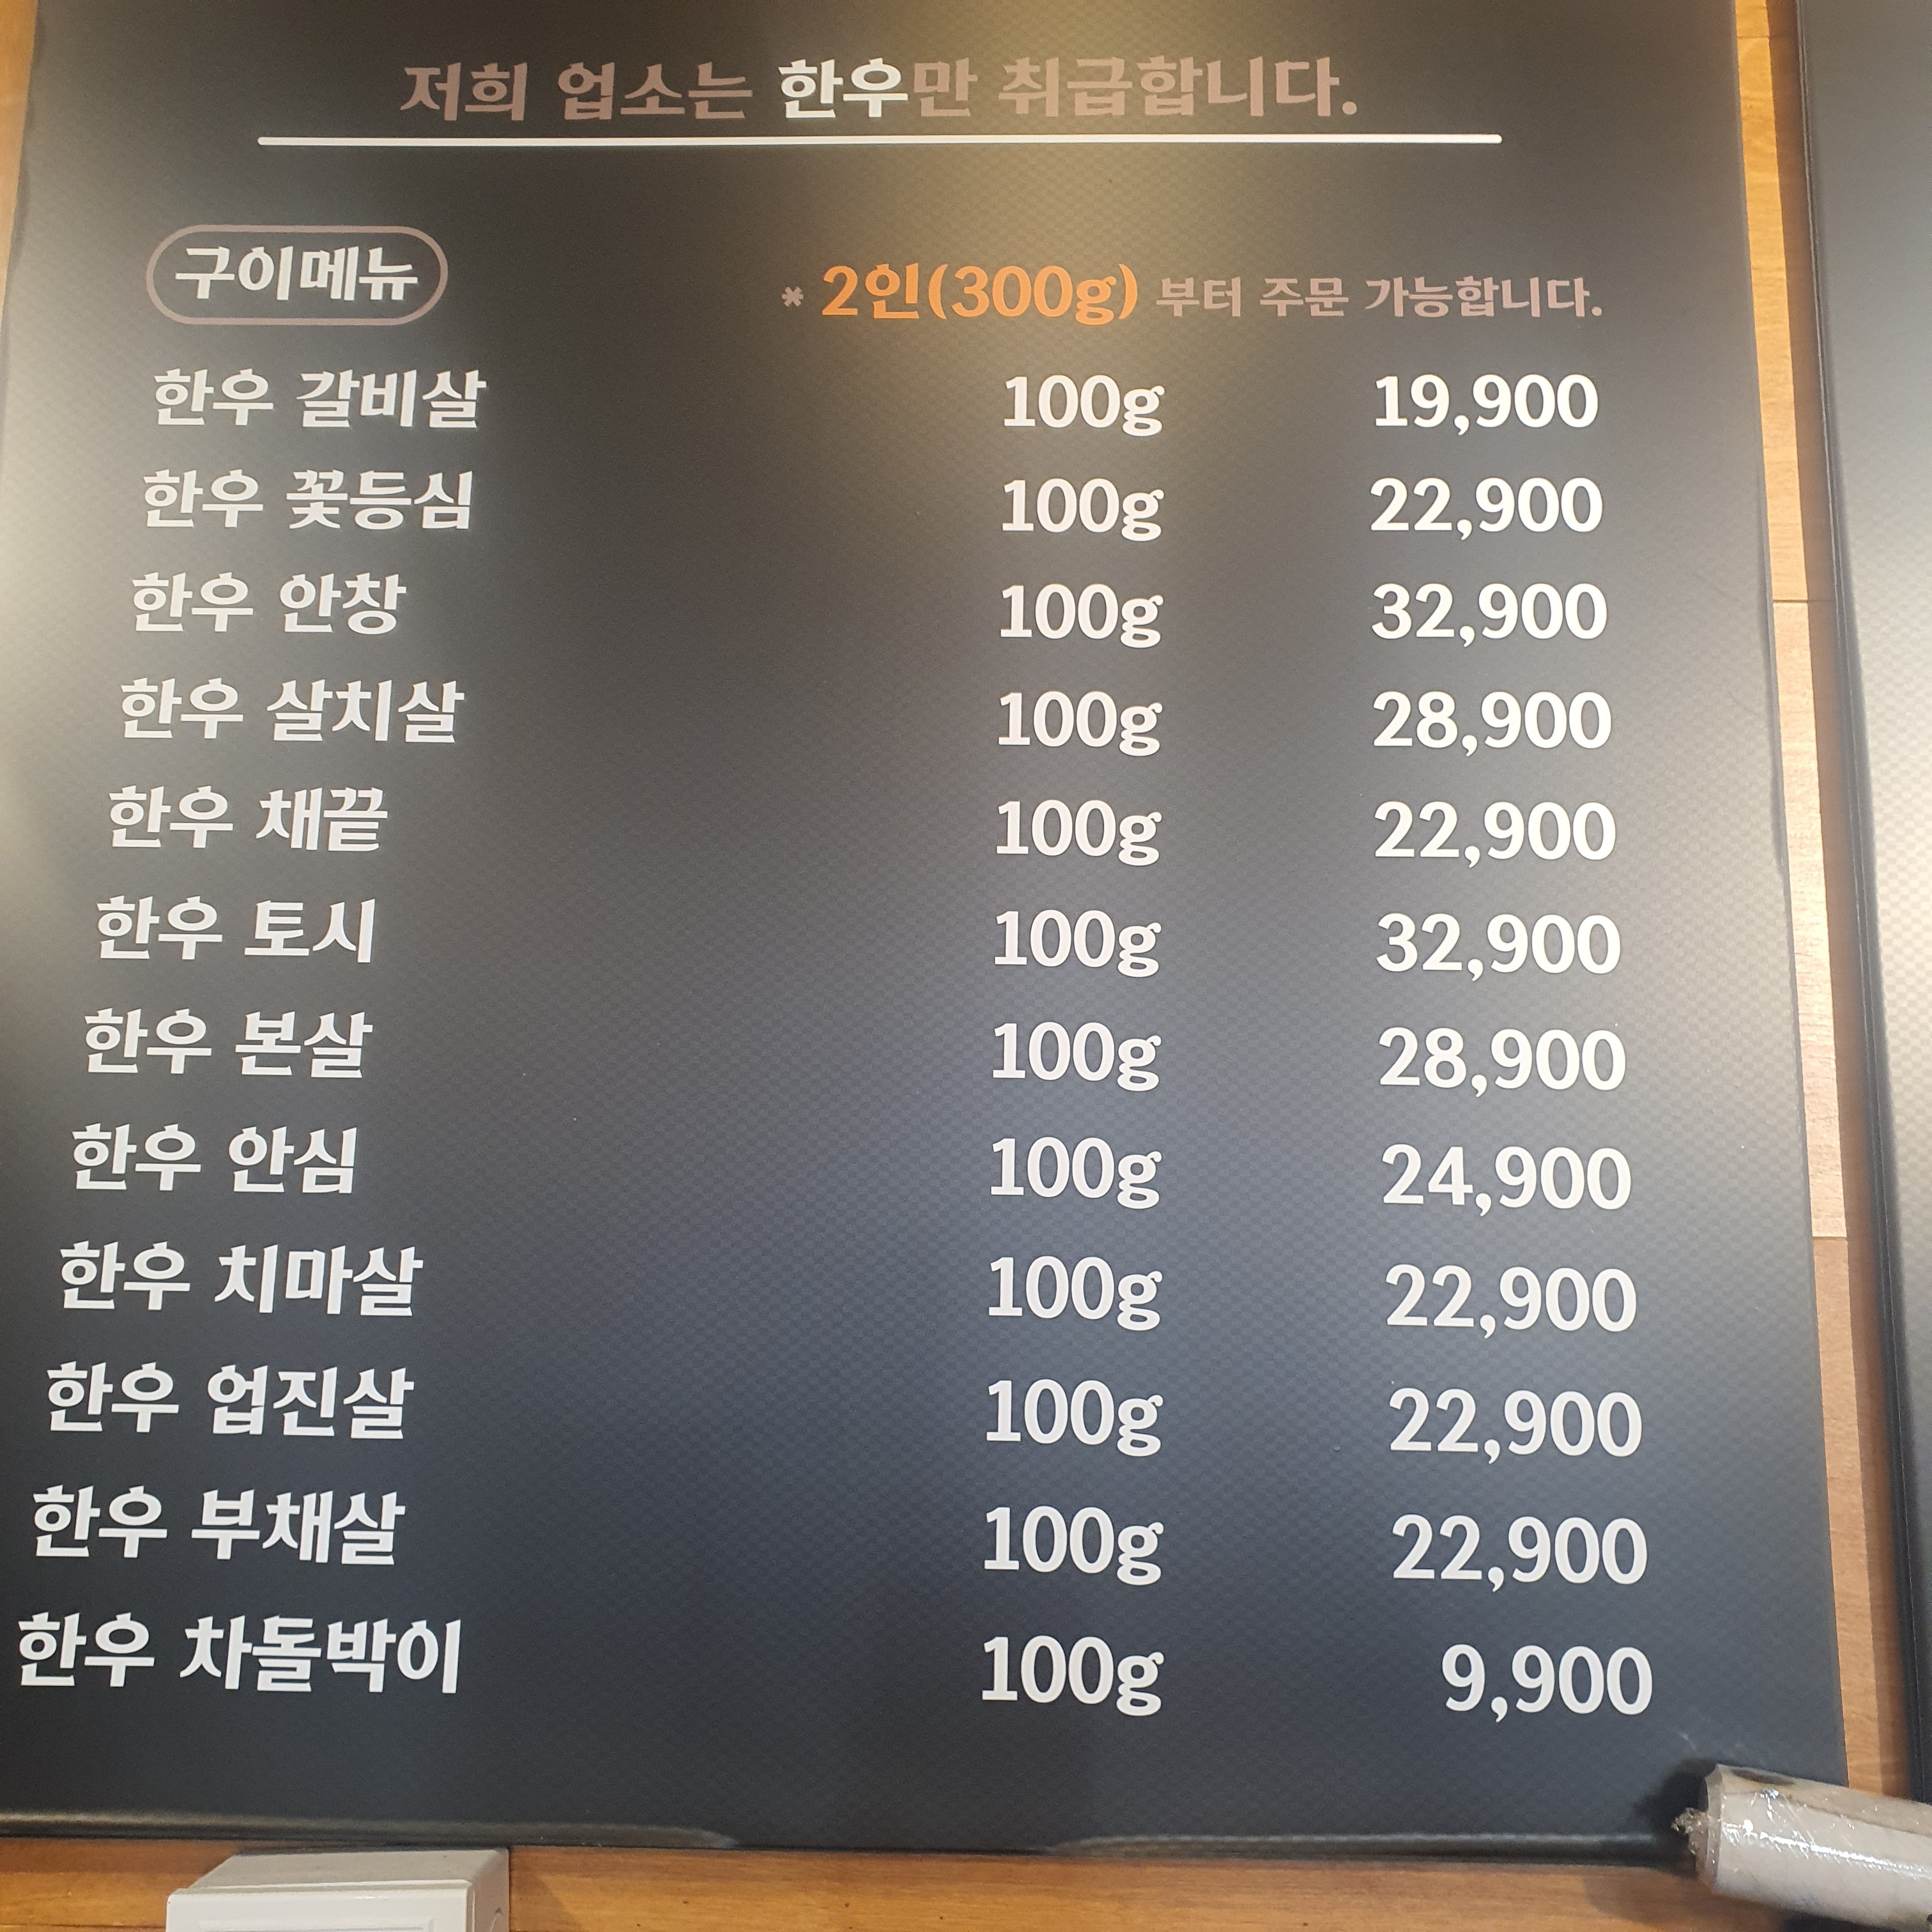 저희 업소는 한우만 취급합니다.
구이메뉴
* 2인(300g) 부터 주문 가능합니다.
한우 갈비살 100g 19,900
한우 꽃등심 100g 22,900
한우 안창 100g 32,900
한우 살치살 100g 28,900
한우 채끝 100g 22,900
한우 토시 100g 32,900
한우 본살 100g 28,900
한우 안심 100g 24,900
한우 치마살 100g 22,900
한우 업진살 100g 22,900
한우 부채살 100g 22,900
한우 차돌박이 100g 9,900